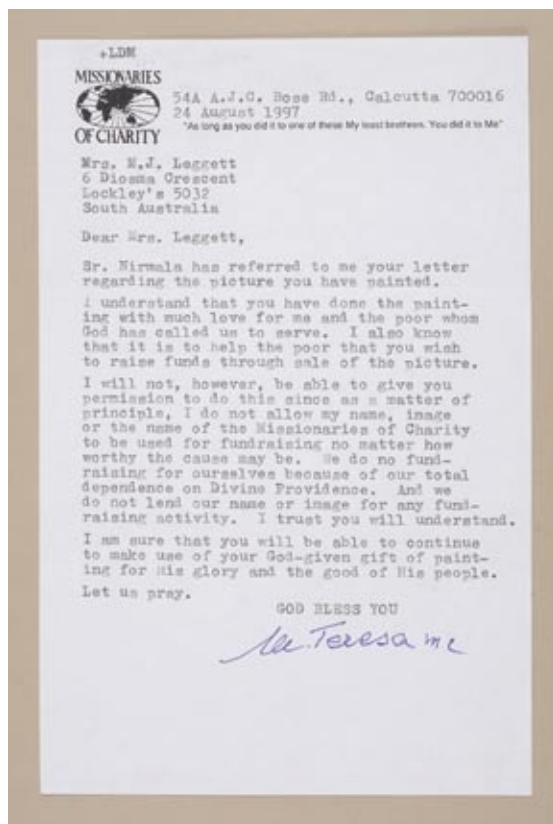 +LDM
MISSIONARIES
OF CHARITY
54A A.J.C. Bose Rd., Calcutta 700016
24 August 1997
"As long as you did it to one of these My least brethren. You did it to Me"
Mrs. M.J. Leggett
6 Diosma Crescent
Lockley's 5032
South Australia
Dear Mrs. Leggett,
Sr. Nirmala has referred to me your letter
regarding the picture you have painted.
I understand that you have done the paint-
ing with much love for me and the poor whom
God has called us to serve. I also know
that it is to help the poor that you wish
to raise funds through sale of the picture.
I will not, however, be able to give you
permission to do this since as a matter of
principle, I do not allow my name, image
or the name of the Missionaries of Charity
to be used for fundraising no matter how
worthy the cause may be. We do no fund-
raising for ourselves because of our total
dependence on Divine Providence. And we
do not lend our name or image for any fund-
raising activity. I trust you will understand.
I am sure that you will be able to continue
to make use of your God-given gift of paint-
ing for His glory and the good of His people.
Let us pray.
GOD BLESS YOU
M. Teresa mc